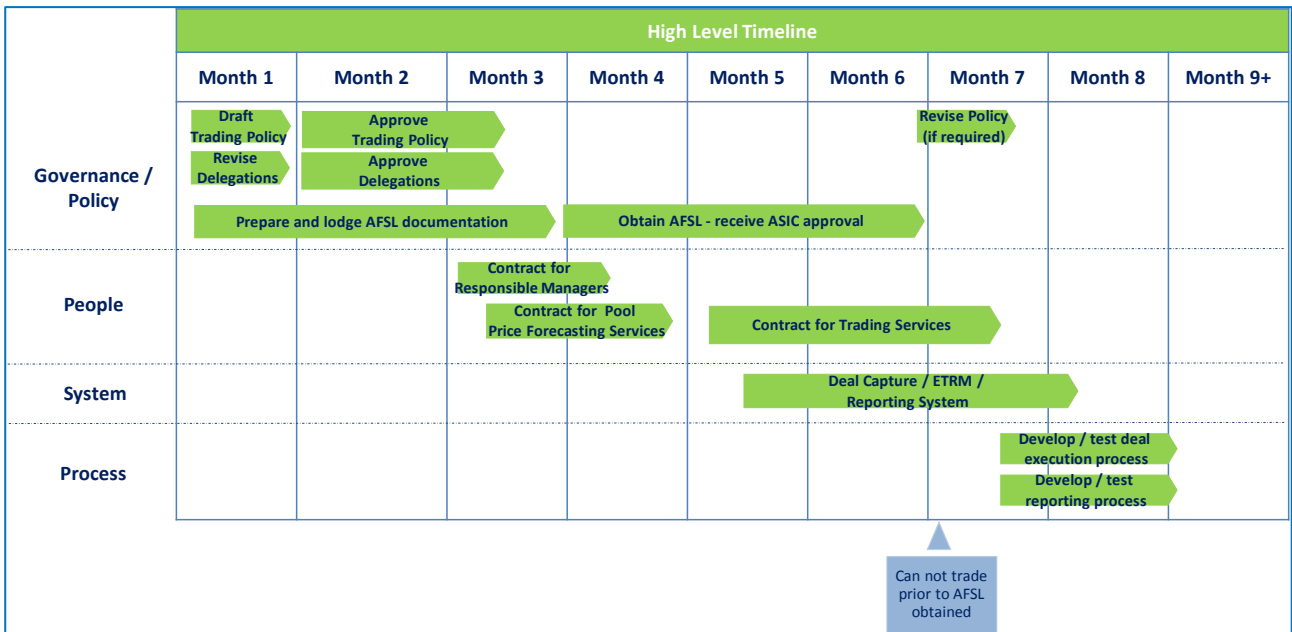 High Level Timeline
Month 1
Month 2
Month 3
Month 4
Month 5
Month 6
Month 7
Month 8
Month 9+
Governance /
Policy
Draft
Trading Policy
Approve
Trading Policy
Revise Policy
(if required)
Revise
Delegations
Approve
Delegations
Prepare and lodge AFSL documentation
Obtain AFSL - receive ASIC approval
People
Contract for
Responsible Managers
Contract for Pool
Price Forecasting Services
Contract for Trading Services
System
Deal Capture / ETRM /
Reporting System
Process
Develop / test deal
execution process
Develop / test
reporting process
Can not trade
prior to AFSL
obtained